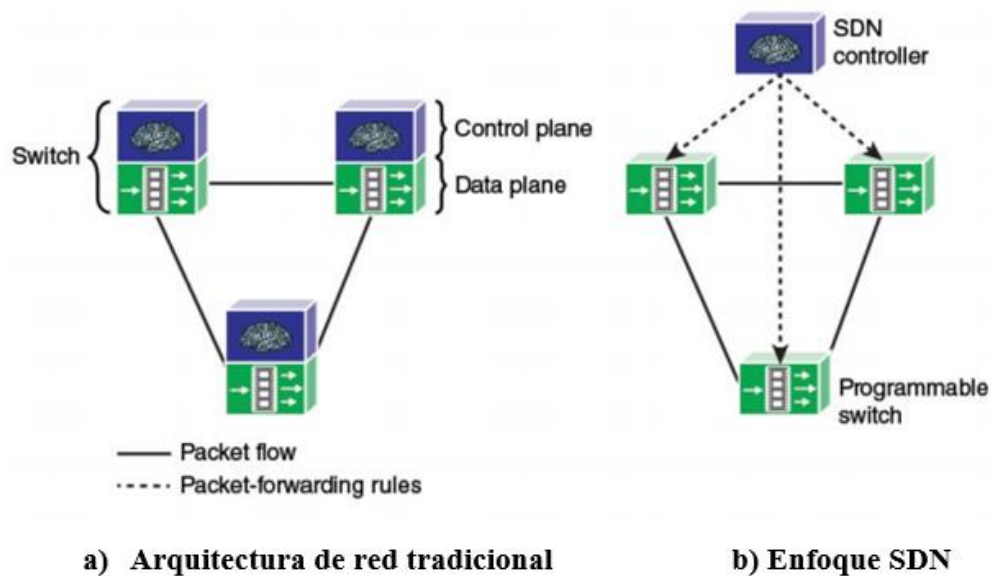 SDN
controller
Switch
Control plane
Data plane
Programmable
switch
Packet flow
Packet-forwarding rules
a) Arquitectura de red tradicional
b) Enfoque SDN